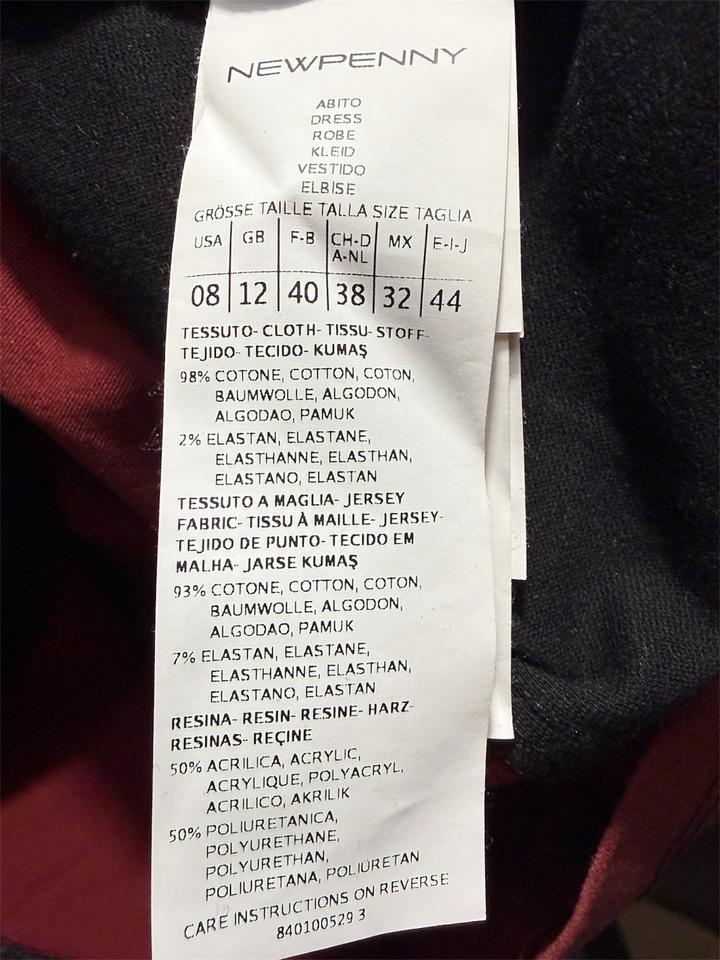 NEWPENNY
ABITO
DRESS
ROBE
KLEID
VESTIDO
ELBISE
GRÖSSE TAILLE TALLA SIZE TAGLIA
USA GB F-B CH-D A-NL MX E-I-J
08 12 40 38 32 44
TESSUTO- CLOTH- TISSU- STOFF-
TEJIDO- TECIDO- KUMAŞ
98% COTONE, COTTON, COTON,
BAUMWOLLE, ALGODON,
ALGODAO, PAMUK
2% ELASTAN, ELASTANE,
ELASTHANNE, ELASTHAN,
ELASTANO, ELASTAN
TESSUTO A MAGLIA- JERSEY
FABRIC- TISSU À MAILLE- JERSEY-
TEJIDO DE PUNTO- TECIDO EM
MALHA- JARSE KUMAŞ
93% COTONE, COTTON, COTON,
BAUMWOLLE, ALGODON,
ALGODAO, PAMUK
7% ELASTAN, ELASTANE,
ELASTHANNE, ELASTHAN,
ELASTANO, ELASTAN
RESINA- RESIN- RESINE- HARZ-
RESINAS- REÇINE
50% ACRILICA, ACRYLIC,
ACRYLIQUE, POLYACRYL,
ACRILICO, AKRILIK
50% POLIURETANICA,
POLYURETHANE,
POLYURETHAN,
POLIURETANA, POLIÜRETAN
CARE INSTRUCTIONS ON REVERSE
840100529 3